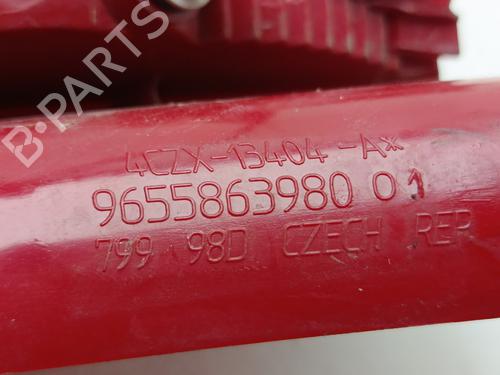 B-PARTS
4CZX-13404-A*
9655863980 01
799 98D CZECH REP